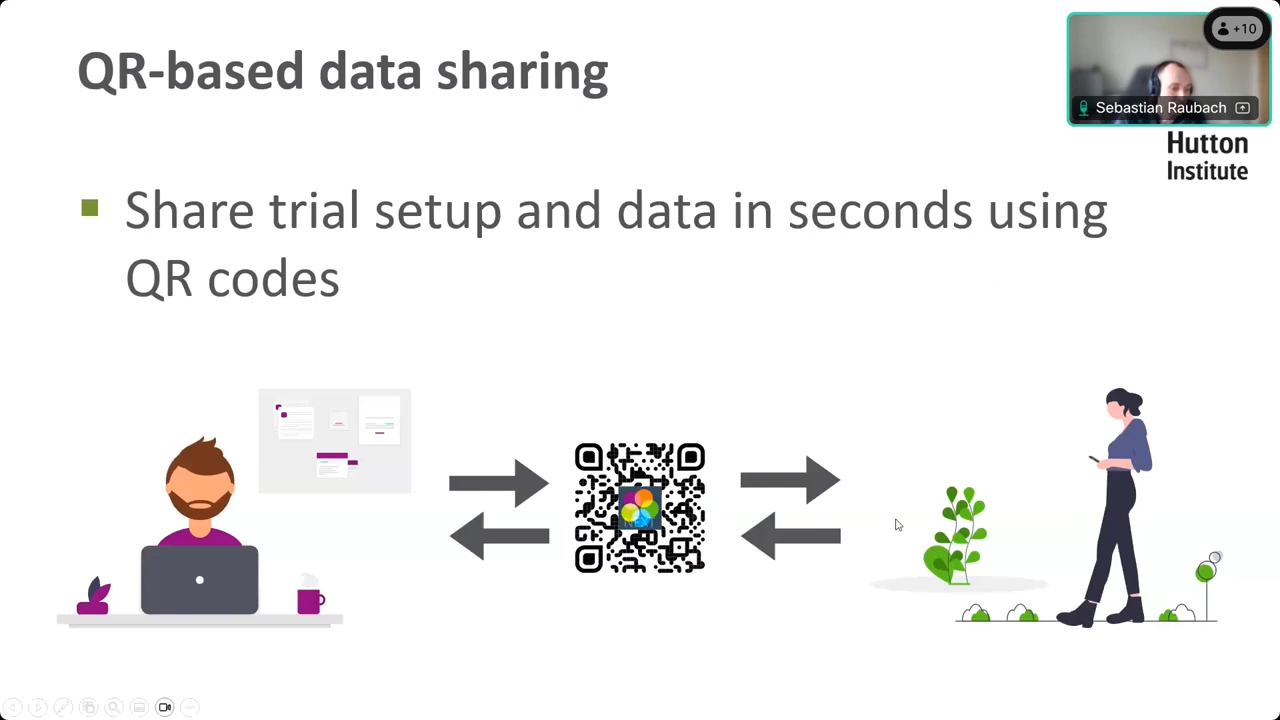 QR-based data sharing
+10
Sebastian Raubach
Hutton
Institute
Share trial setup and data in seconds using
QR codes
NEXT